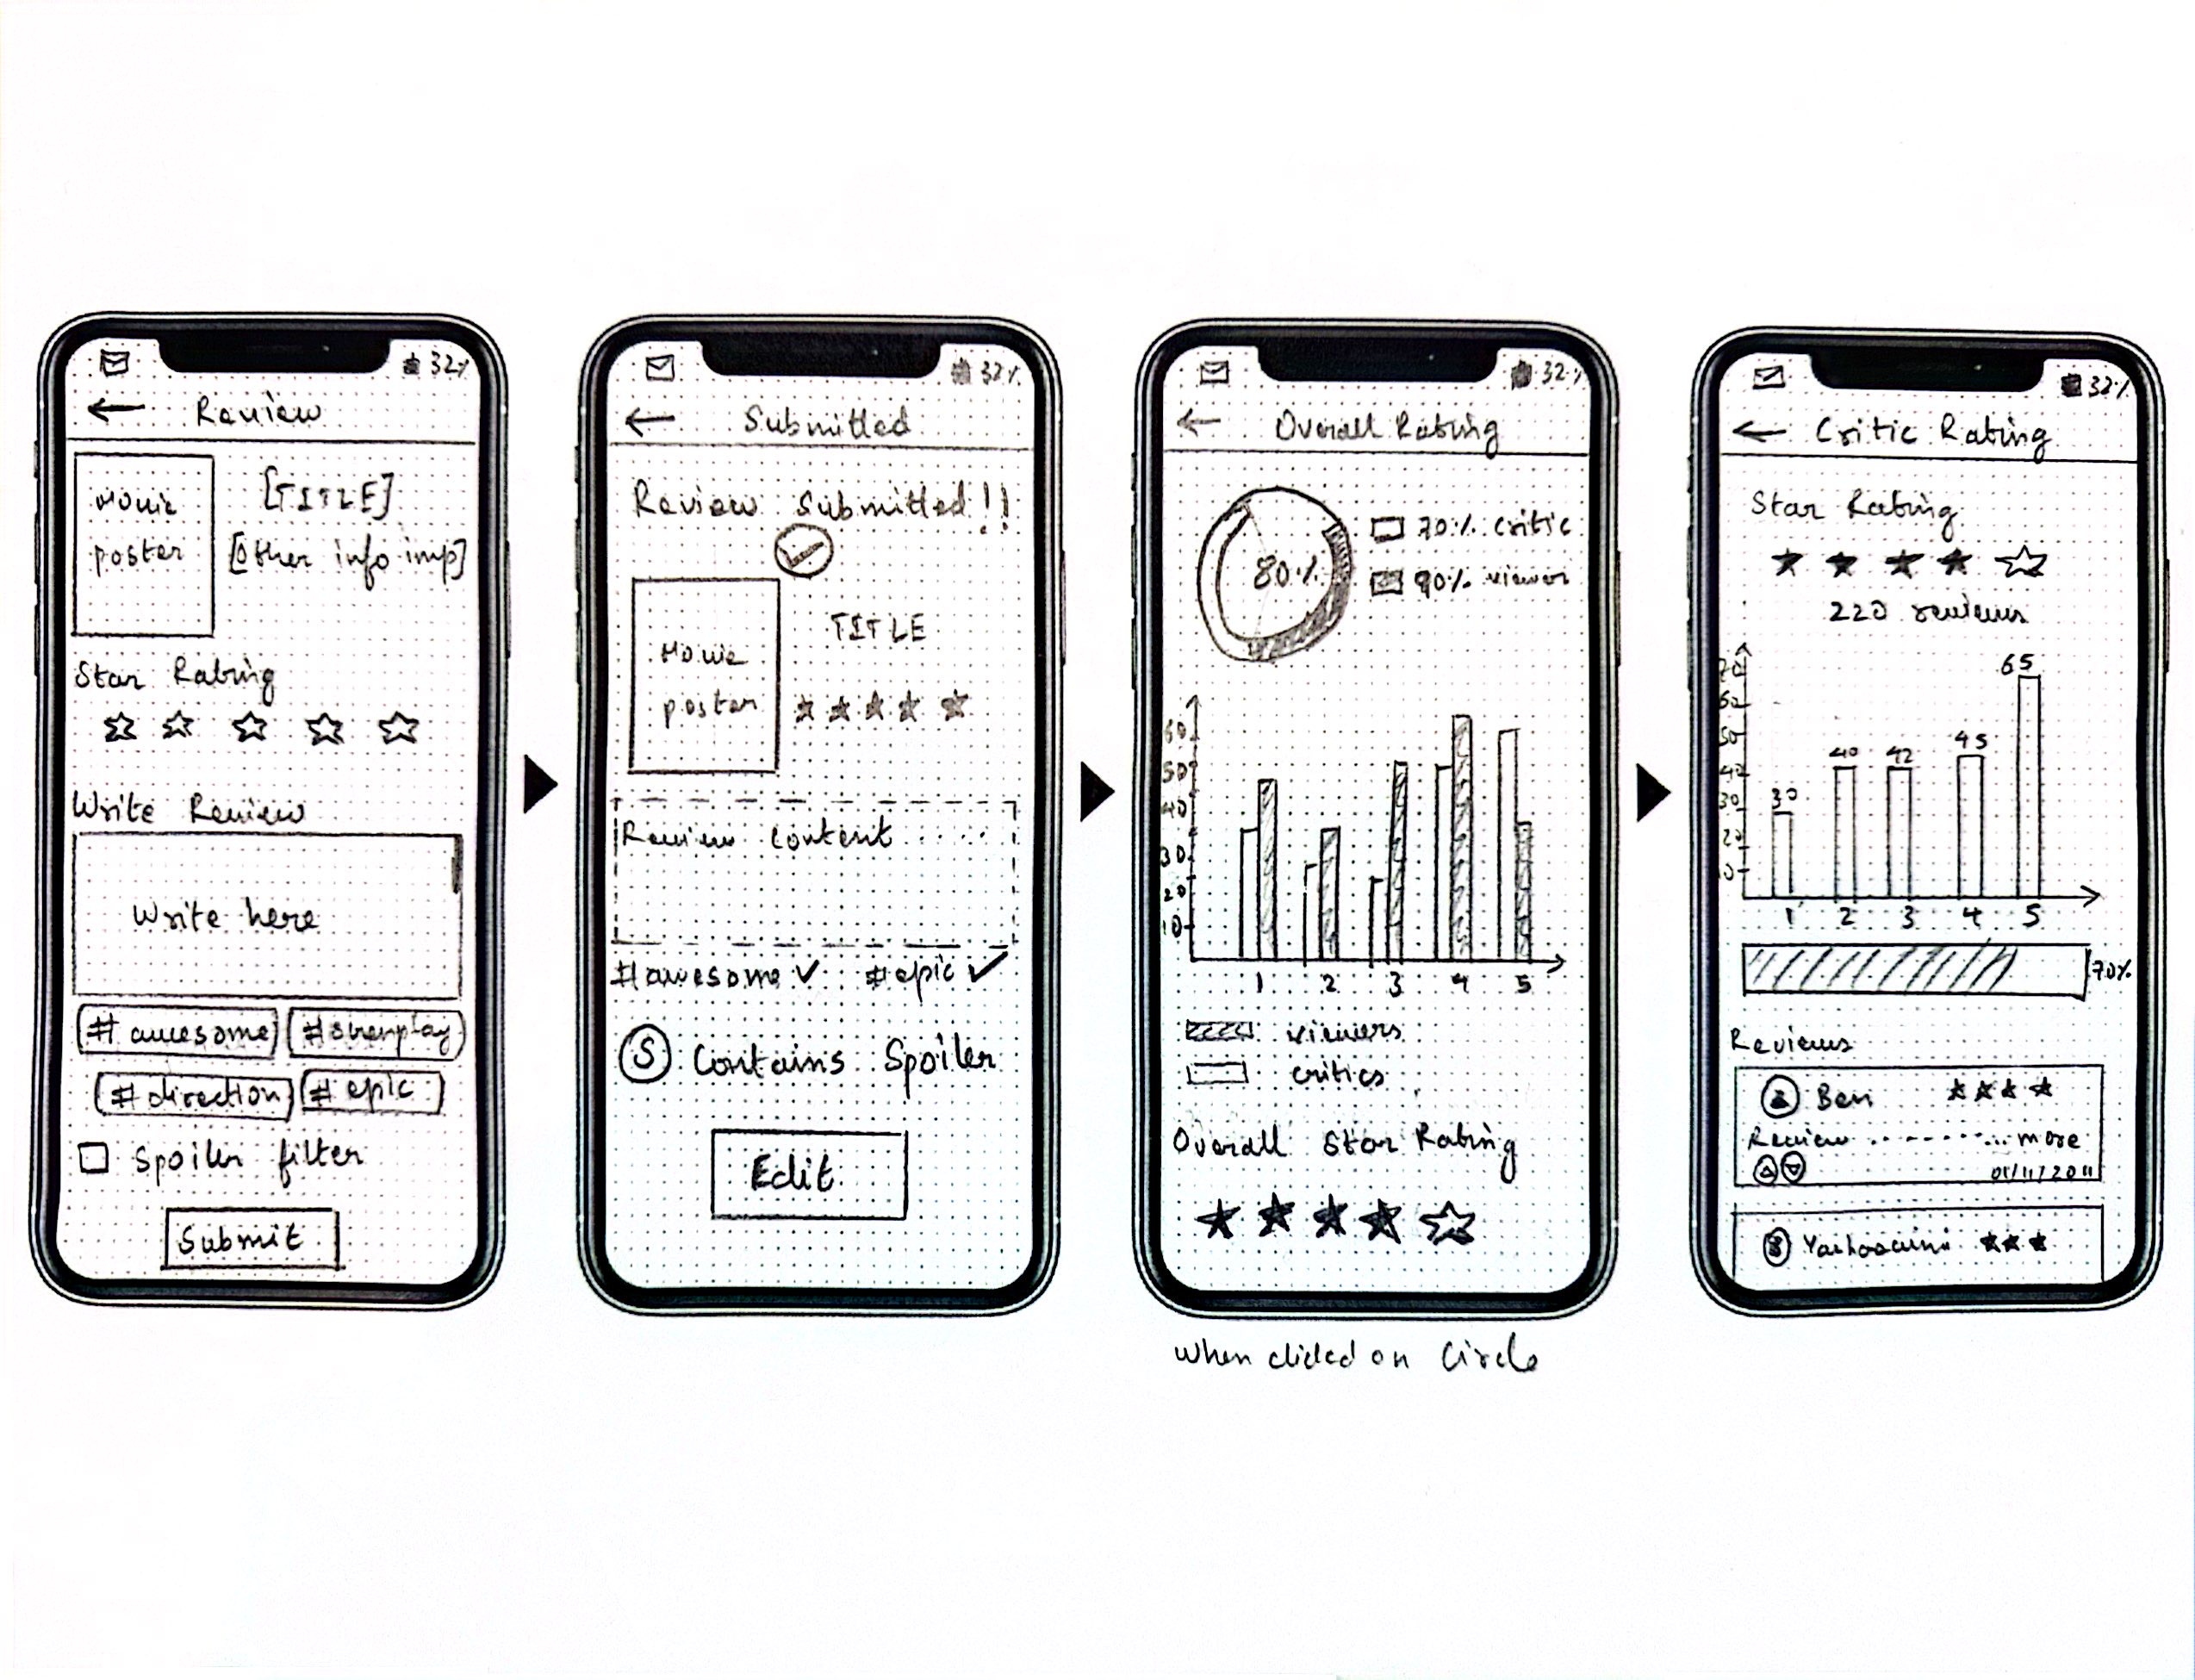 32%
Review
Movie
poster
[TITLE]
[Other info imp]
Star Rating
Write Review
Write here
#awesome
#direction
#epic
Spoiler filter
Submit
32%
Submitted
Review Submitted!!
Movie
poster
TITLE
Review Content ....
#awesome #epic
S Contains Spoiler
Edit
32%
Overall Rating
80%
70% critic
90% viewer
60
50
40
30
20
10
1 2 3 4 5
viewers
critics
Overall Star Rating
When clicked on Circle
32%
Critic Rating
Star Rating
220 reviews
70
60
50
42
30
20
10
30 40 42 45 65
1 2 3 4 5
70%
Reviews
Ben
Review ......... more
01/11/2011